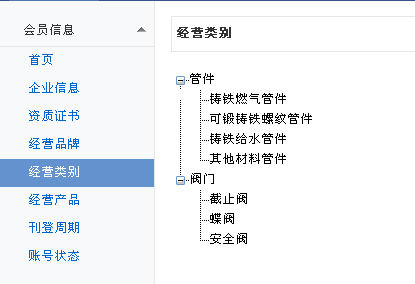 会员信息
首页
企业信息
资质证书
经营品牌
经营类别
经营产品
刊登周期
账号状态
经营类别
管件
铸铁燃气管件
可锻铸铁螺纹管件
铸铁给水管件
其他材料管件
阀门
截止阀
蝶阀
安全阀